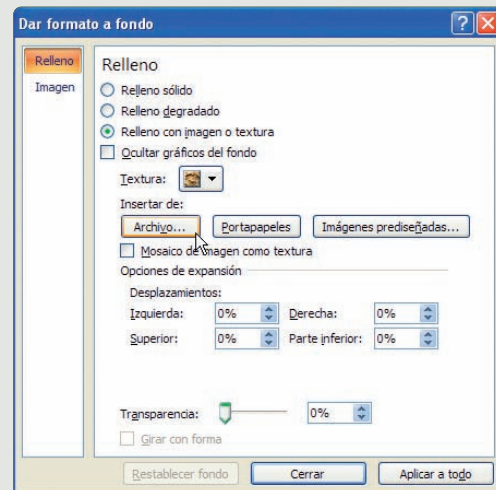 Dar formato a fondo
Relleno
Imagen
Relleno
Relleno sólido
Relleno degradado
Relleno con imagen o textura
Ocultar gráficos del fondo
Textura:
Insertar de:
Archivo... Portapapeles Imágenes prediseñadas...
Mosaico de imagen como textura
Opciones de expansión
Desplazamientos:
Izquierda: 0% Derecha: 0%
Superior: 0% Parte inferior: 0%
Transparencia: 0%
Girar con forma
Restablecer fondo Cerrar Aplicar a todo